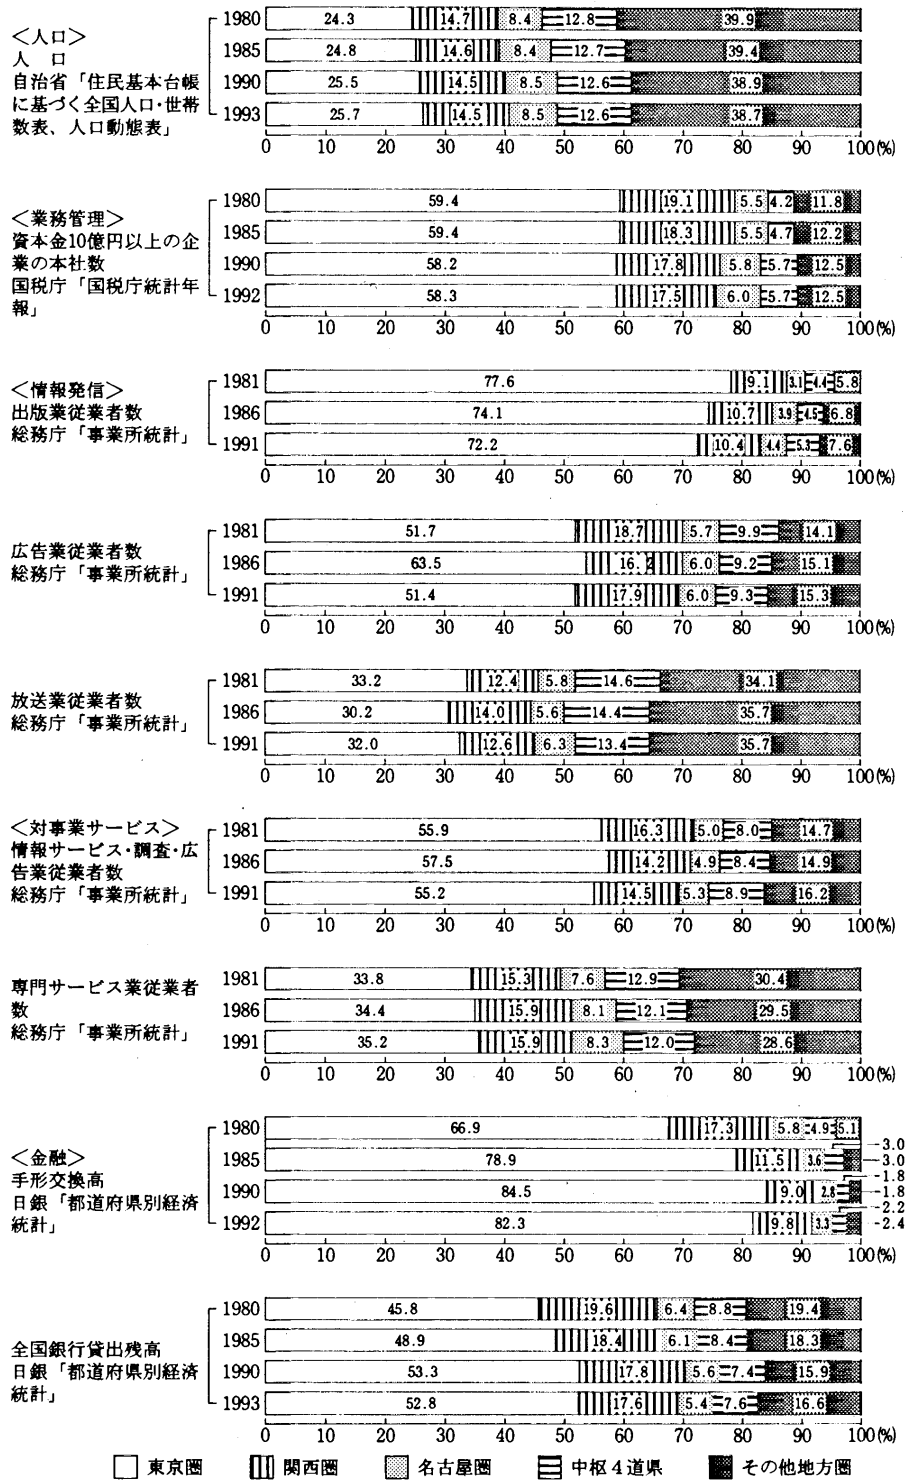 ＜人口＞
人　口
自治省「住民基本台帳
に基づく全国人口・世帯
数表、人口動態表」
1980 24.3 14.7 8.4 12.8 39.9
1985 24.8 14.6 8.4 12.7 39.4
1990 25.5 14.5 8.5 12.6 38.9
1993 25.7 14.5 8.5 12.6 38.7
0 10 20 30 40 50 60 70 80 90 100(%)
＜業務管理＞
資本金10億円以上の企
業の本社数
国税庁「国税庁統計年
報」
1980 59.4 19.1 5.5 4.2 11.8
1985 59.4 18.3 5.5 4.7 12.2
1990 58.2 17.8 5.8 5.7 12.5
1992 58.3 17.5 6.0 5.7 12.5
0 10 20 30 40 50 60 70 80 90 100(%)
＜情報発信＞
出版業従業者数
総務庁「事業所統計」
1981 77.6 9.1 3.1 4.4 5.8
1986 74.1 10.7 3.9 4.5 6.8
1991 72.2 10.4 4.4 5.3 7.6
0 10 20 30 40 50 60 70 80 90 100(%)
広告業従業者数
総務庁「事業所統計」
1981 51.7 18.7 5.7 9.9 14.1
1986 63.5 16.2 6.0 9.2 15.1
1991 51.4 17.9 6.0 9.3 15.3
0 10 20 30 40 50 60 70 80 90 100(%)
放送業従業者数
総務庁「事業所統計」
1981 33.2 12.4 5.8 14.6 34.1
1986 30.2 14.0 5.6 14.4 35.7
1991 32.0 12.6 6.3 13.4 35.7
0 10 20 30 40 50 60 70 80 90 100(%)
＜対事業サービス＞
情報サービス・調査・広
告業従業者数
総務庁「事業所統計」
1981 55.9 16.3 5.0 8.0 14.7
1986 57.5 14.2 4.9 8.4 14.9
1991 55.2 14.5 5.3 8.9 16.2
0 10 20 30 40 50 60 70 80 90 100(%)
専門サービス業従業者
数
総務庁「事業所統計」
1981 33.8 15.3 7.6 12.9 30.4
1986 34.4 15.9 8.1 12.1 29.5
1991 35.2 15.9 8.3 12.0 28.6
0 10 20 30 40 50 60 70 80 90 100(%)
＜金融＞
手形交換高
日銀「都道府県別経済
統計」
1980 66.9 17.3 5.8 4.9 5.1
1985 78.9 11.5 3.6 3.0 3.0
1990 84.5 9.0 2.8 1.8 1.8
1992 82.3 9.8 3.3 2.2 2.4
0 10 20 30 40 50 60 70 80 90 100(%)
全国銀行貸出残高
日銀「都道府県別経済
統計」
1980 45.8 19.6 6.4 8.8 19.4
1985 48.9 18.4 6.1 8.4 18.3
1990 53.3 17.8 5.6 7.4 15.9
1993 52.8 17.6 5.4 7.6 16.6
0 10 20 30 40 50 60 70 80 90 100(%)
東京圏 関西圏 名古屋圏 中枢４道県 その他地方圏